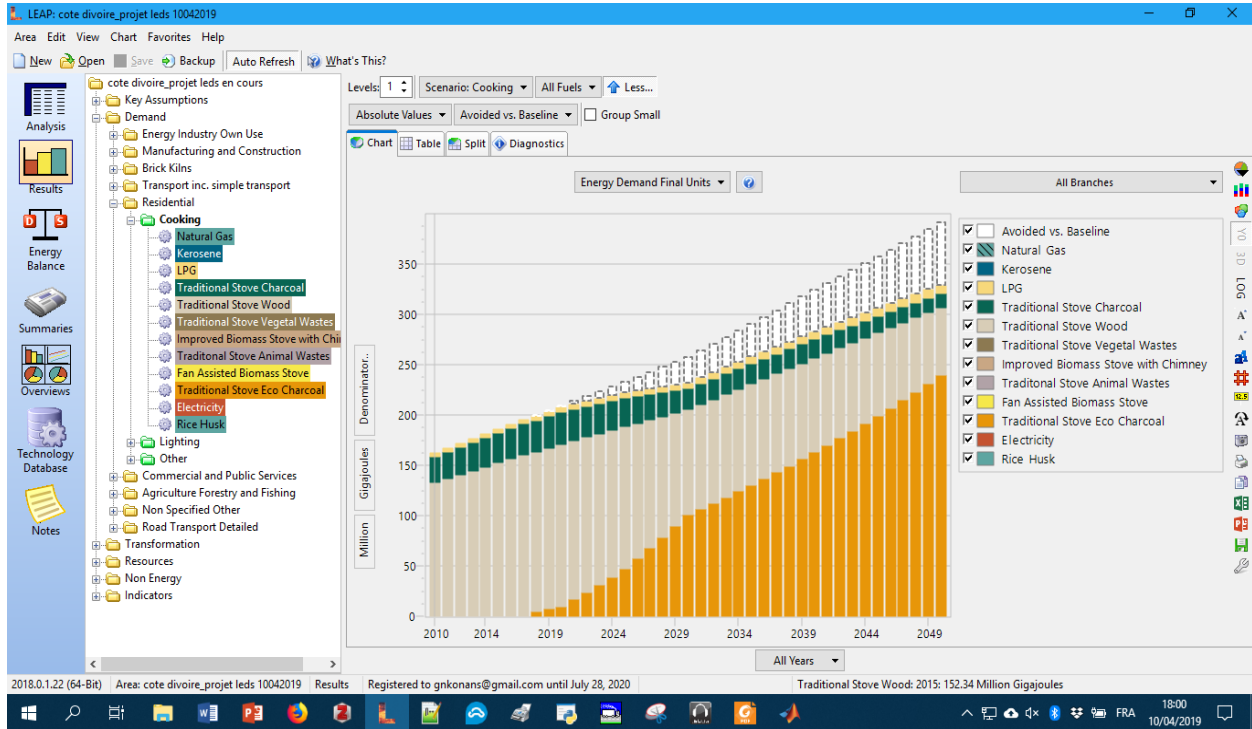 LEAP: cote divoire_projet leds 10042019
Area Edit View Chart Favorites Help
New Open Save Backup Auto Refresh What's This?
Analysis
Results
Energy Balance
Summaries
Overviews
Technology Database
Notes
cote divoire_projet leds en cours
Key Assumptions
Demand
Energy Industry Own Use
Manufacturing and Construction
Brick Kilns
Transport inc. simple transport
Residential
Cooking
Natural Gas
Kerosene
LPG
Traditional Stove Charcoal
Traditional Stove Wood
Traditional Stove Vegetal Wastes
Improved Biomass Stove with Chi
Traditonal Stove Animal Wastes
Fan Assisted Biomass Stove
Traditional Stove Eco Charcoal
Electricity
Rice Husk
Lighting
Other
Commercial and Public Services
Agriculture Forestry and Fishing
Non Specified Other
Road Transport Detailed
Transformation
Resources
Non Energy
Indicators
Levels: 1 Scenario: Cooking All Fuels Less...
Absolute Values Avoided vs. Baseline Group Small
Chart Table Split Diagnostics
Energy Demand Final Units ? All Branches
Denominator..
Gigajoules
Million
350
300
250
200
150
100
50
0
2010 2014 2019 2024 2029 2034 2039 2044 2049
All Years
Avoided vs. Baseline
Natural Gas
Kerosene
LPG
Traditional Stove Charcoal
Traditional Stove Wood
Traditional Stove Vegetal Wastes
Improved Biomass Stove with Chimney
Traditonal Stove Animal Wastes
Fan Assisted Biomass Stove
Traditional Stove Eco Charcoal
Electricity
Rice Husk
3D
LOG
2018.0.1.22 (64-Bit) Area: cote divoire_projet leds 10042019 Results Registered to gnkonans@gmail.com until July 28, 2020 Traditional Stove Wood: 2015: 152.34 Million Gigajoules
FRA
18:00
10/04/2019